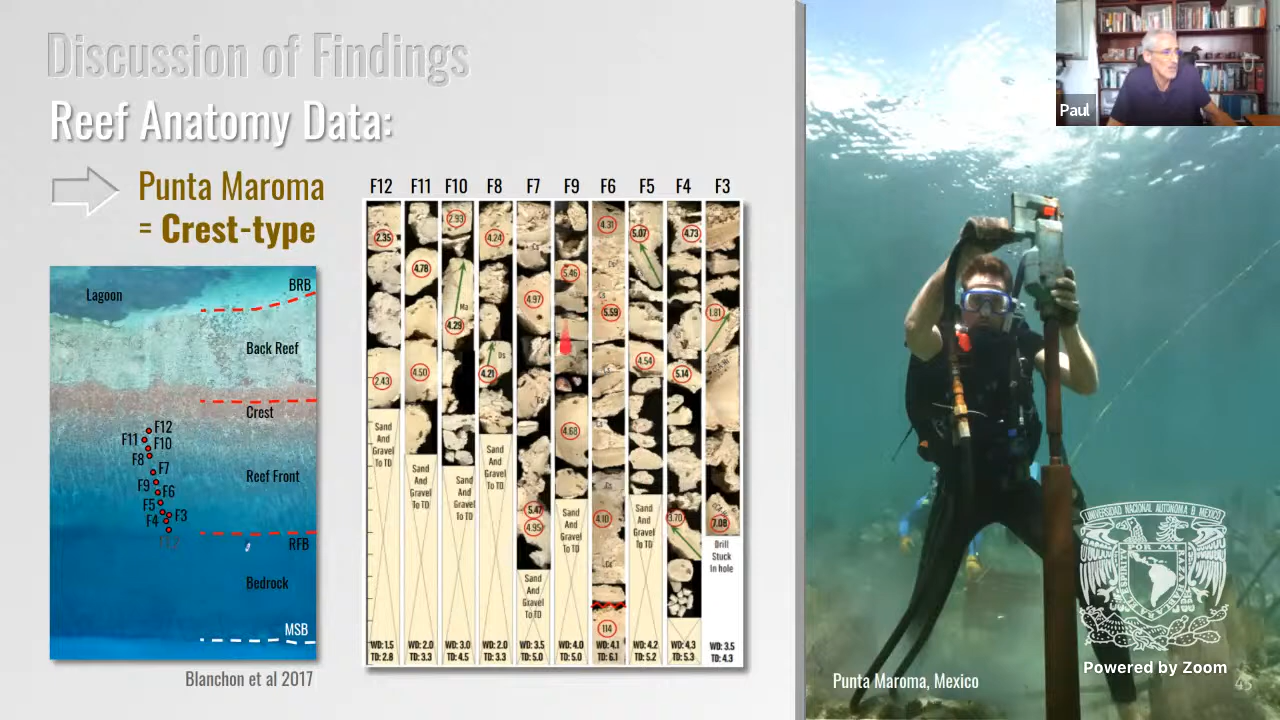 Discussion of Findings
Reef Anatomy Data:
Punta Maroma
= Crest-type
Lagoon
BRB
Back Reef
Crest
F12
F11
F10
F8
F7
F9
F6
F5
F3
F4
Reef Front
RFB
Bedrock
MSB
Blanchon et al 2017
F12 F11 F10 F8 F7 F9 F6 F5 F4 F3
2.35
2.43
Sand
And
Gravel
To TD
WD: 1.5
TD: 2.8
4.78
4.50
Sand
And
Gravel
To TD
WD: 2.0
TD: 3.3
2.93
Ma
4.29
Sand
And
Gravel
To TD
WD: 3.0
TD: 4.5
4.24
Ds
4.21
Sand
And
Gravel
To TD
WD: 2.0
TD: 3.3
4.97
5.47
4.95
Sand
And
Gravel
To TD
WD: 3.5
TD: 5.0
5.46
4.68
Sand
And
Gravel
To TD
WD: 4.0
TD: 5.0
4.31
5.59
4.10
114
WD: 4.1
TD: 6.1
5.07
4.54
Sand
And
Gravel
To TD
WD: 4.2
TD: 5.2
4.73
5.14
3.70
WD: 4.4
TD: 5.3
1.81
7.08
Drill
Stuck
In hole
WD: 3.5
TD: 4.3
Paul
Punta Maroma, Mexico
Powered by Zoom
45